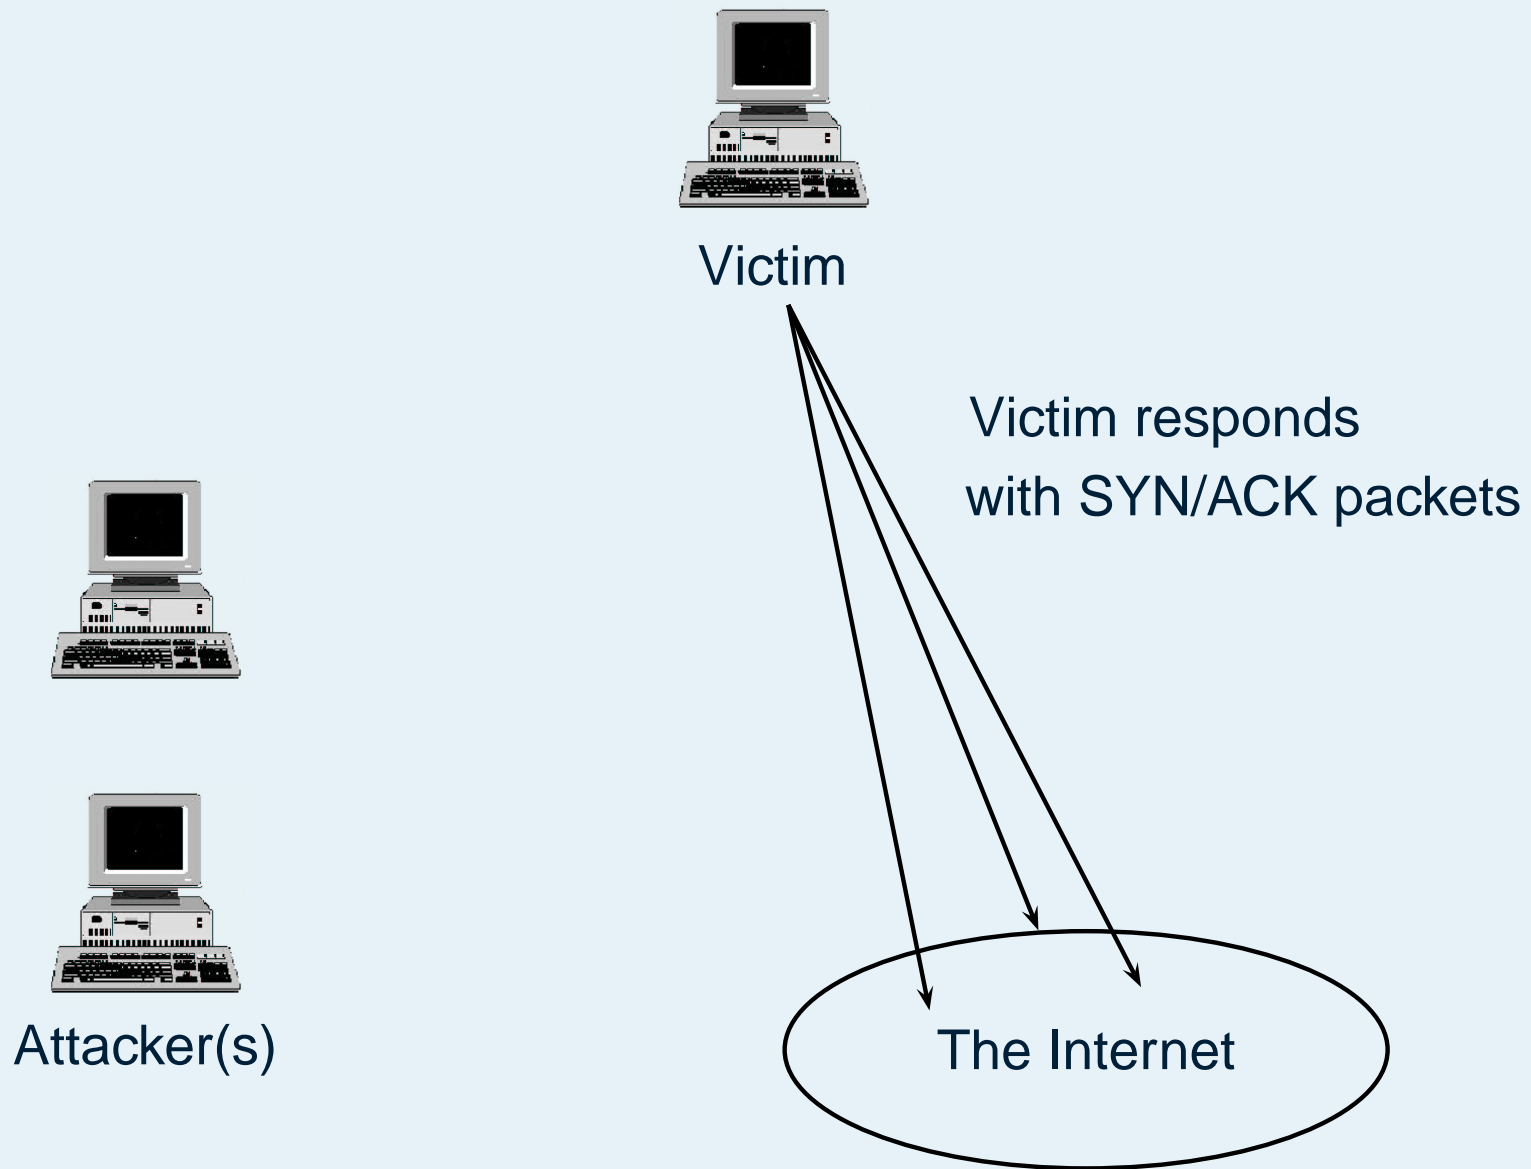 Victim
Victim responds
with SYN/ACK packets
Attacker(s)
The Internet